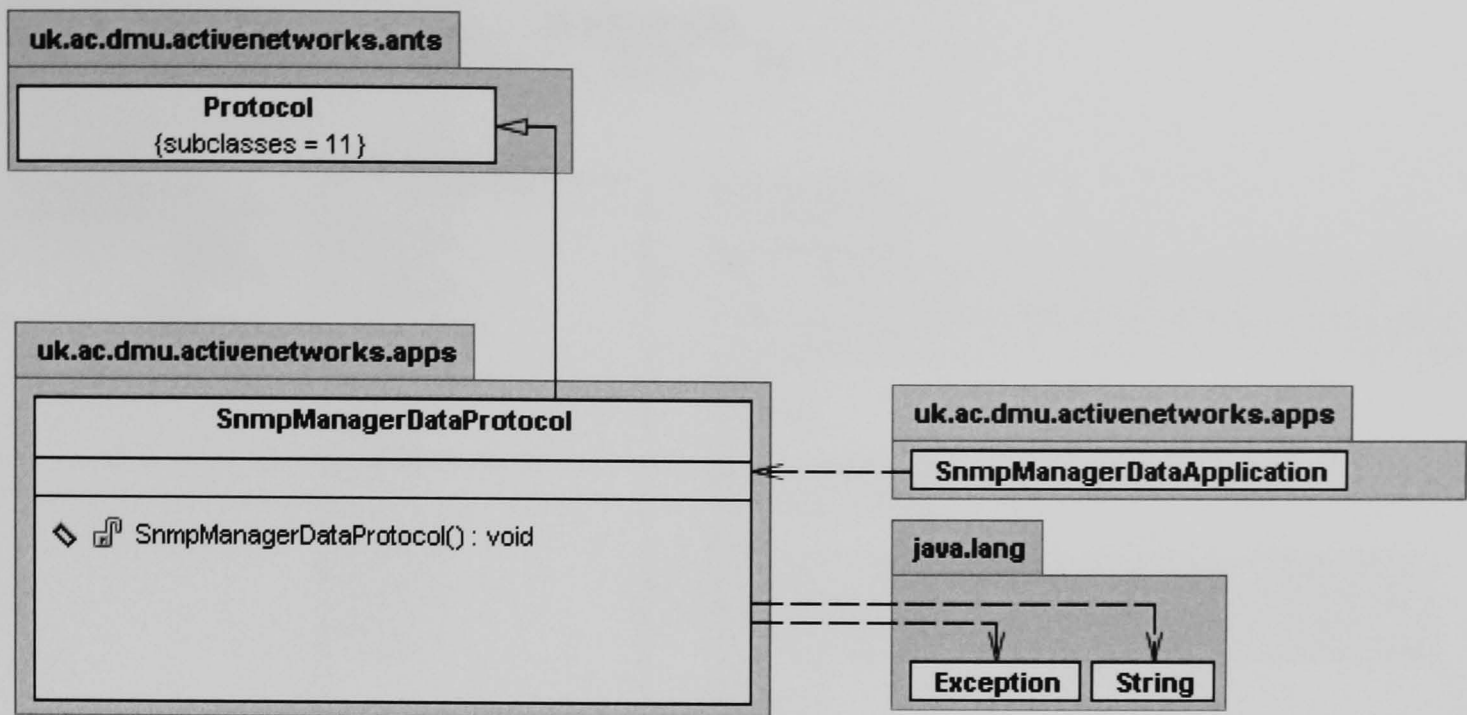 uk.ac.dmu.activenetworks.ants
Protocol
{subclasses = 11}
uk.ac.dmu.activenetworks.apps
SnmpManagerDataProtocol
SnmpManagerDataProtocol() : void
uk.ac.dmu.activenetworks.apps
SnmpManagerDataApplication
java.lang
Exception
String